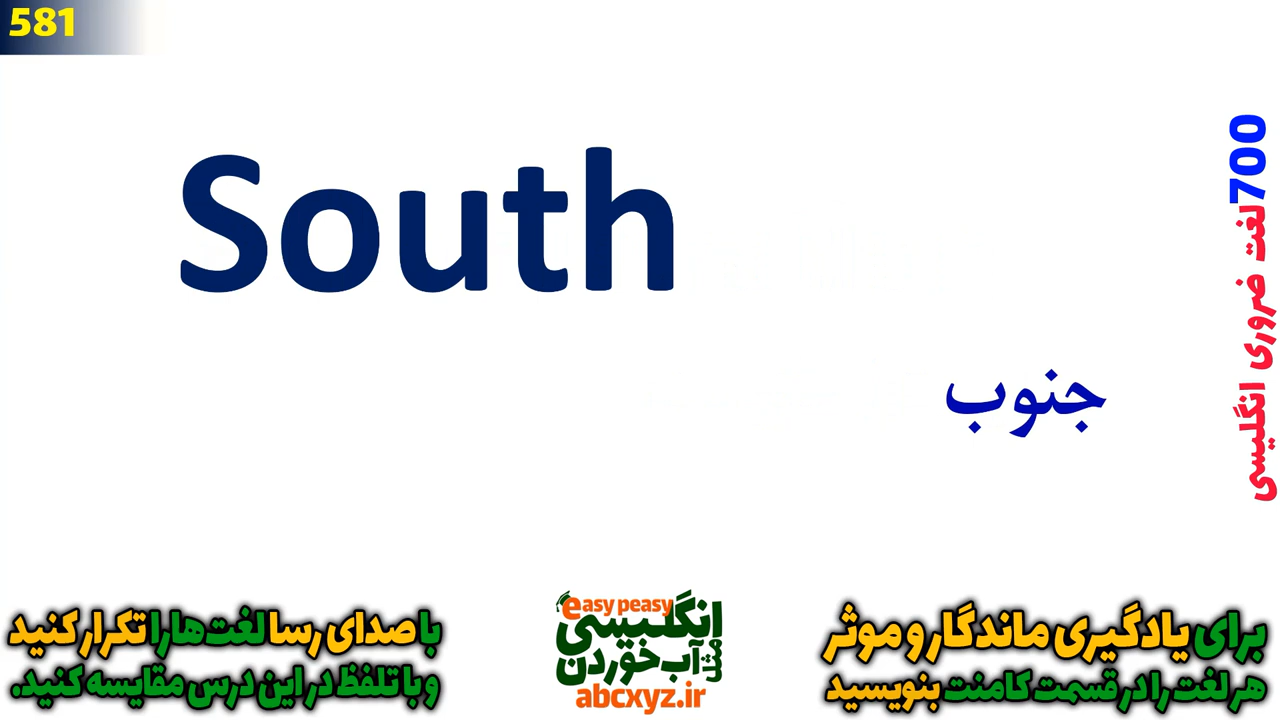 581
South
جنوب
700 لغت ضروری انگلیسی
با صدای رسا لغت‌ها را تکرار کنید
و با تلفظ در این درس مقایسه کنید.
easy peasy
انگلیسی
مثل آب خوردن
abcxyz.ir
برای یادگیری ماندگار و موثر
هر لغت را در قسمت کامنت بنویسید